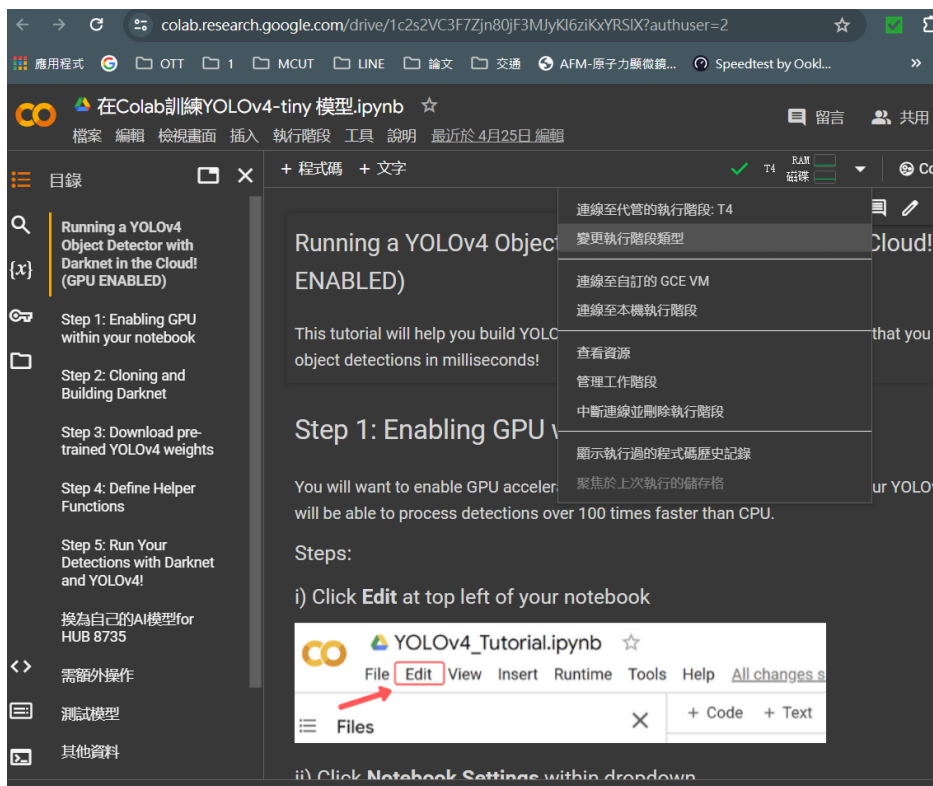 colab.research.google.com/drive/1c2s2VC3F7Zjn80jF3MJyKl6ziKxYRSIX?authuser=2
應用程式 OTT 1 MCUT LINE 論文 交通 AFM-原子力顯微鏡... Speedtest by Ookl... »
在Colab訓練YOLOv4-tiny 模型.ipynb
檔案 編輯 檢視畫面 插入 執行階段 工具 說明 最近於 4月25日 編輯
留言 共用
目錄
+ 程式碼 + 文字
T4 RAM 磁碟 Co
Running a YOLOv4 Object Detector with Darknet in the Cloud! (GPU ENABLED)
Step 1: Enabling GPU within your notebook
Step 2: Cloning and Building Darknet
Step 3: Download pre-trained YOLOv4 weights
Step 4: Define Helper Functions
Step 5: Run Your Detections with Darknet and YOLOv4!
換為自己的AI模型for HUB 8735
需額外操作
測試模型
其他資料
連線至代管的執行階段: T4
變更執行階段類型
連線至自訂的 GCE VM
連線至本機執行階段
查看資源
管理工作階段
中斷連線並刪除執行階段
顯示執行過的程式碼歷史記錄
聚焦於上次執行的儲存格
Running a YOLOv4 Objec Cloud!
ENABLED)
This tutorial will help you build YOLO that you
object detections in milliseconds!
Step 1: Enabling GPU
You will want to enable GPU acceler ur YOLOv
will be able to process detections over 100 times faster than CPU.
Steps:
i) Click Edit at top left of your notebook
YOLOv4_Tutorial.ipynb
File Edit View Insert Runtime Tools Help All changes s
Files
+ Code + Text
ii) Click Notebook Settings within dropdown